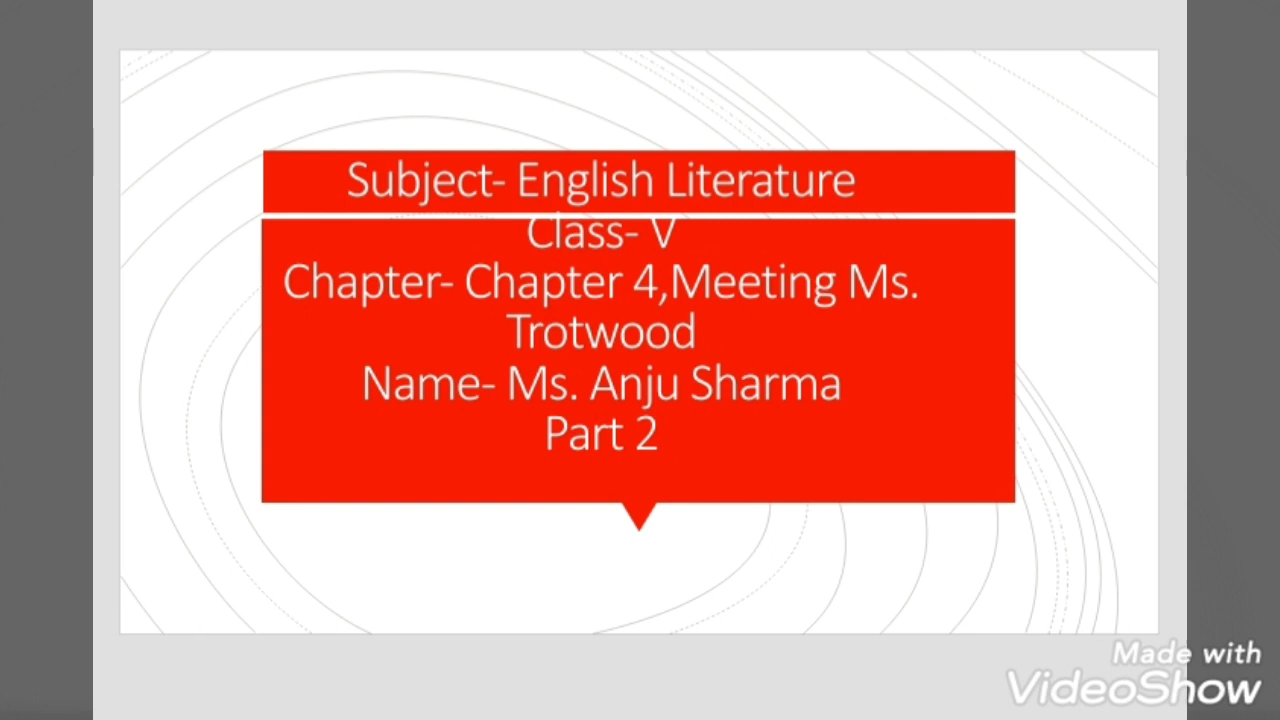 Subject- English Literature
Class- V
Chapter- Chapter 4,Meeting Ms.
Trotwood
Name- Ms. Anju Sharma
Part 2
Made with
VideoShow